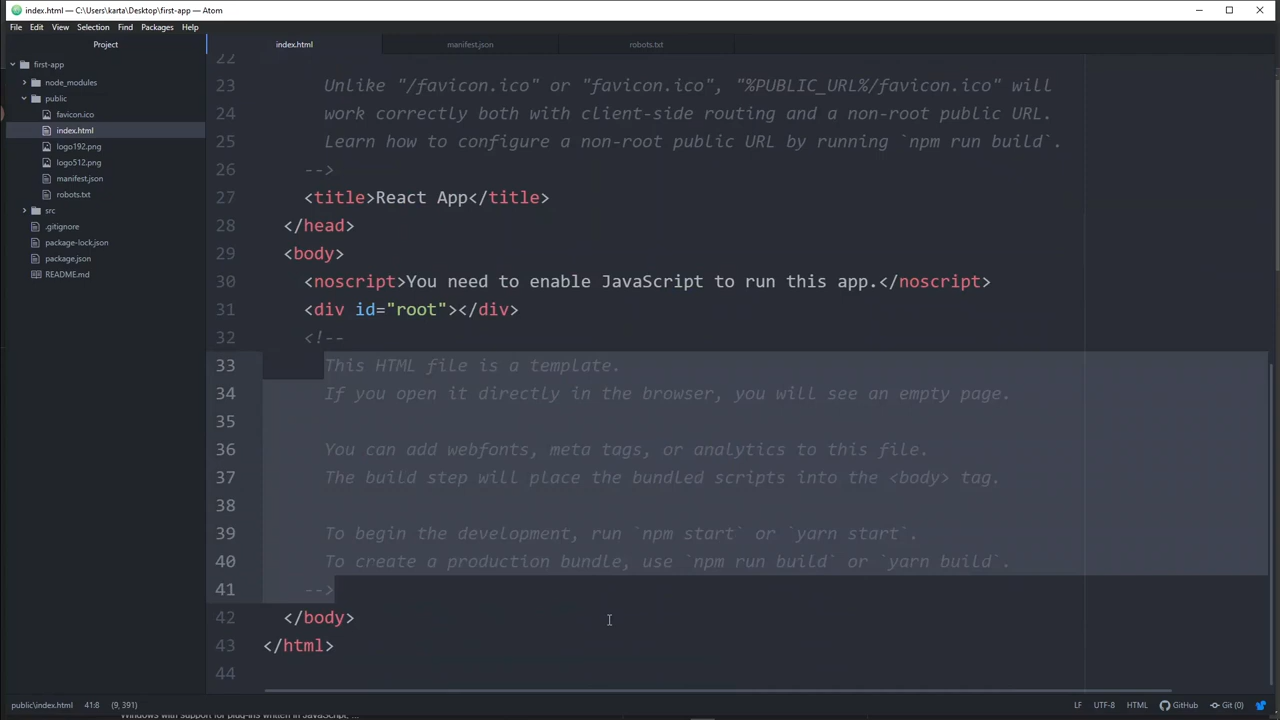 index.html — C:\Users\karta\Desktop\first-app — Atom
File Edit View Selection Find Packages Help
Project
index.html
manifest.json
robots.txt
first-app
node_modules
public
favicon.ico
index.html
logo192.png
logo512.png
manifest.json
robots.txt
src
.gitignore
package-lock.json
package.json
README.md
22
23 Unlike "/favicon.ico" or "favicon.ico", "%PUBLIC_URL%/favicon.ico" will
24 work correctly both with client-side routing and a non-root public URL.
25 Learn how to configure a non-root public URL by running `npm run build`.
26 -->
27 <title>React App</title>
28 </head>
29 <body>
30 <noscript>You need to enable JavaScript to run this app.</noscript>
31 <div id="root"></div>
32 <!--
33 This HTML file is a template.
34 If you open it directly in the browser, you will see an empty page.
35
36 You can add webfonts, meta tags, or analytics to this file.
37 The build step will place the bundled scripts into the <body> tag.
38
39 To begin the development, run `npm start` or `yarn start`.
40 To create a production bundle, use `npm run build` or `yarn build`.
41 -->
42 </body>
43 </html>
44
public\index.html 41:8 (9, 391) LF UTF-8 HTML GitHub Git (0)
Windows with support for plug-ins written in JavaScript, ...